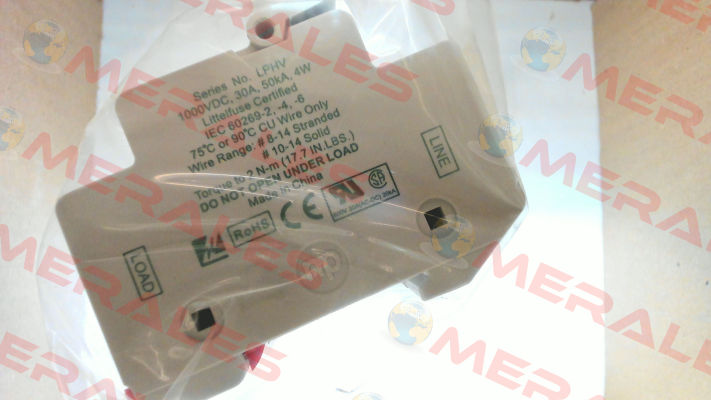 Series No. LPHV
1000VDC, 30A, 50kA, 4W
Littelfuse Certified
IEC 60269-2, -4, -6
75°C or 90°C CU Wire Only
Wire Range: # 8-14 Stranded
# 10-14 Solid
Torque to 2 N-m (17.7 IN.LBS.)
DO NOT OPEN UNDER LOAD
Made in China
LINE
RoHS
CE
LOAD
MERALES
MERALES
MERALES
MERALES
MERALES
MERALES